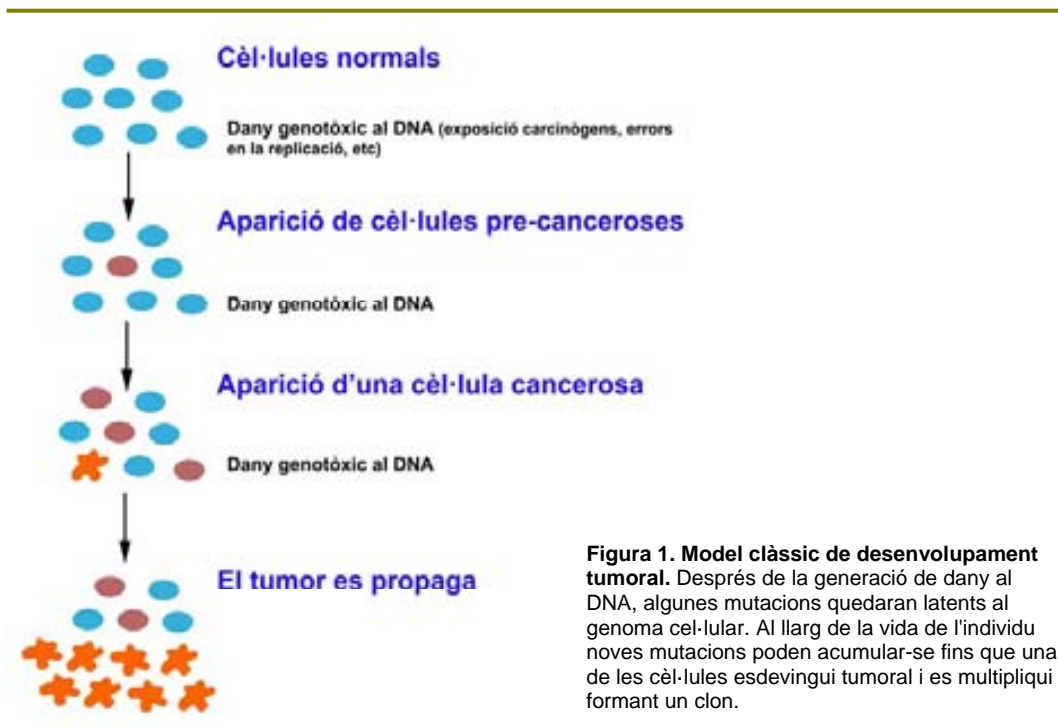 Cèl·lules normals
Dany genotòxic al DNA (exposició carcinògens, errors
en la replicació, etc)
Aparició de cèl·lules pre-canceroses
Dany genotòxic al DNA
Aparició d'una cèl·lula cancerosa
Dany genotòxic al DNA
El tumor es propaga
Figura 1. Model clàssic de desenvolupament
tumoral. Després de la generació de dany al
DNA, algunes mutacions quedaran latents al
genoma cel·lular. Al llarg de la vida de l'individu
noves mutacions poden acumular-se fins que una
de les cèl·lules esdevingui tumoral i es multipliqui
formant un clon.